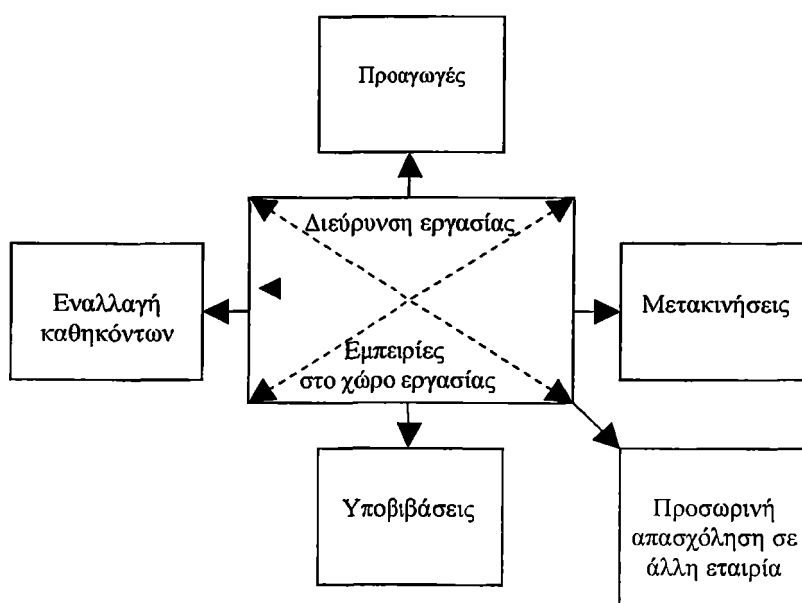 Προαγωγές
Διεύρυνση εργασίας
Εναλλαγή
καθηκόντων
Μετακινήσεις
Εμπειρίες
στο χώρο εργασίας
Υποβιβάσεις
Προσωρινή
απασχόληση σε
άλλη εταιρία